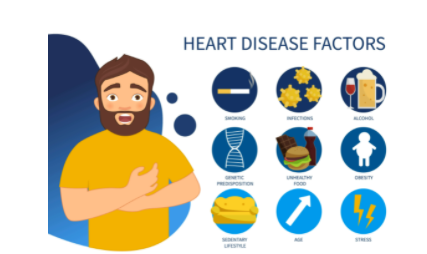 HEART DISEASE FACTORS
SMOKING
INFECTIONS
ALCOHOL
GENETIC
PREDISPOSITION
UNHEALTHY
FOOD
OBESITY
SEDENTARY
LIFESTYLE
AGE
STRESS